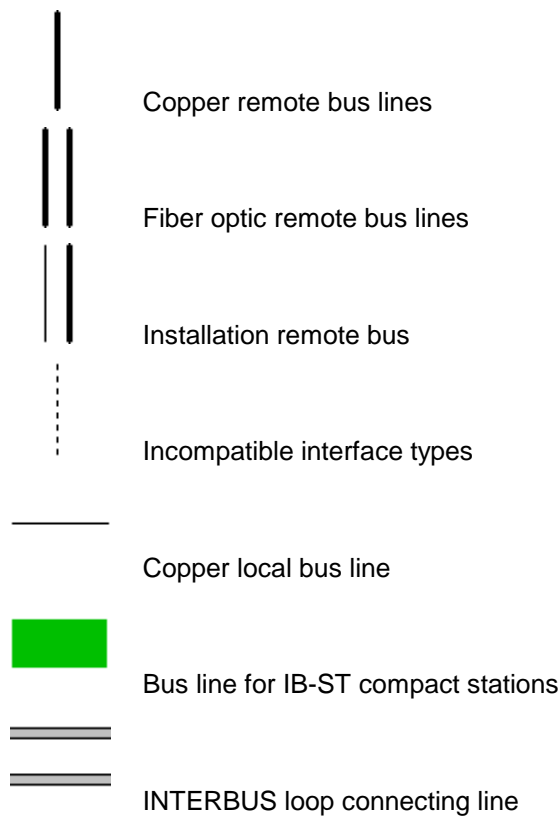 Copper remote bus lines
Fiber optic remote bus lines
Installation remote bus
Incompatible interface types
Copper local bus line
Bus line for IB-ST compact stations
INTERBUS loop connecting line